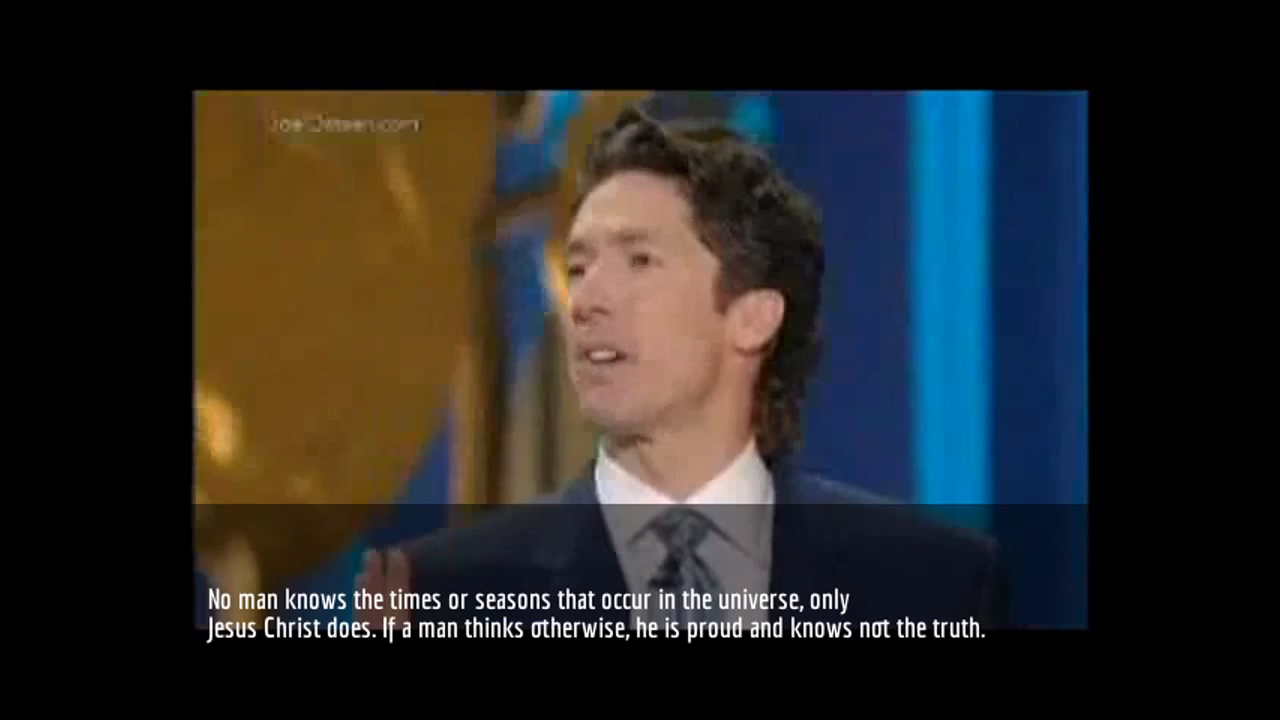 JoelOsteen.com
No man knows the times or seasons that occur in the universe, only
Jesus Christ does. If a man thinks otherwise, he is proud and knows not the truth.